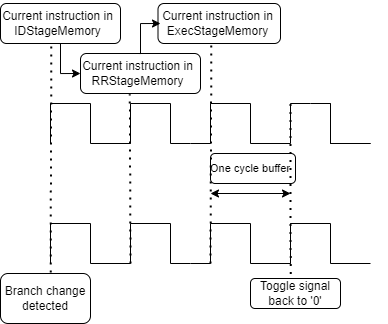 Current instruction in
IDStageMemory
Current instruction in
ExecStageMemory
Current instruction in
RRStageMemory
One cycle buffer
Branch change
detected
Toggle signal
back to '0'